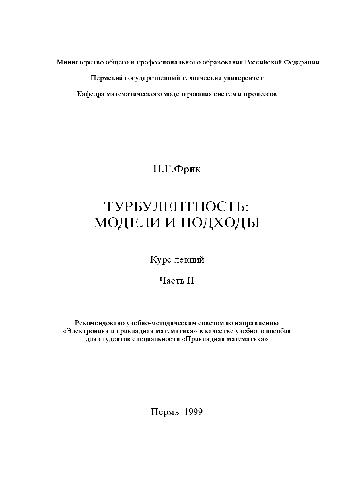 Министерство общего и профессионального образования Российской Федерации
Пермский государственный технический университет
Кафедра математического моделирования систем и процессов
П.Г.Фрик
ТУРБУЛЕНТНОСТЬ:
МОДЕЛИ И ПОДХОДЫ
Курс лекций
Часть II
Рекомендовано учебно-методическим советом по направлению
«Электроника и прикладная математика» в качестве учебного пособия
для студентов специальности «Прикладная математика»
Пермь 1999